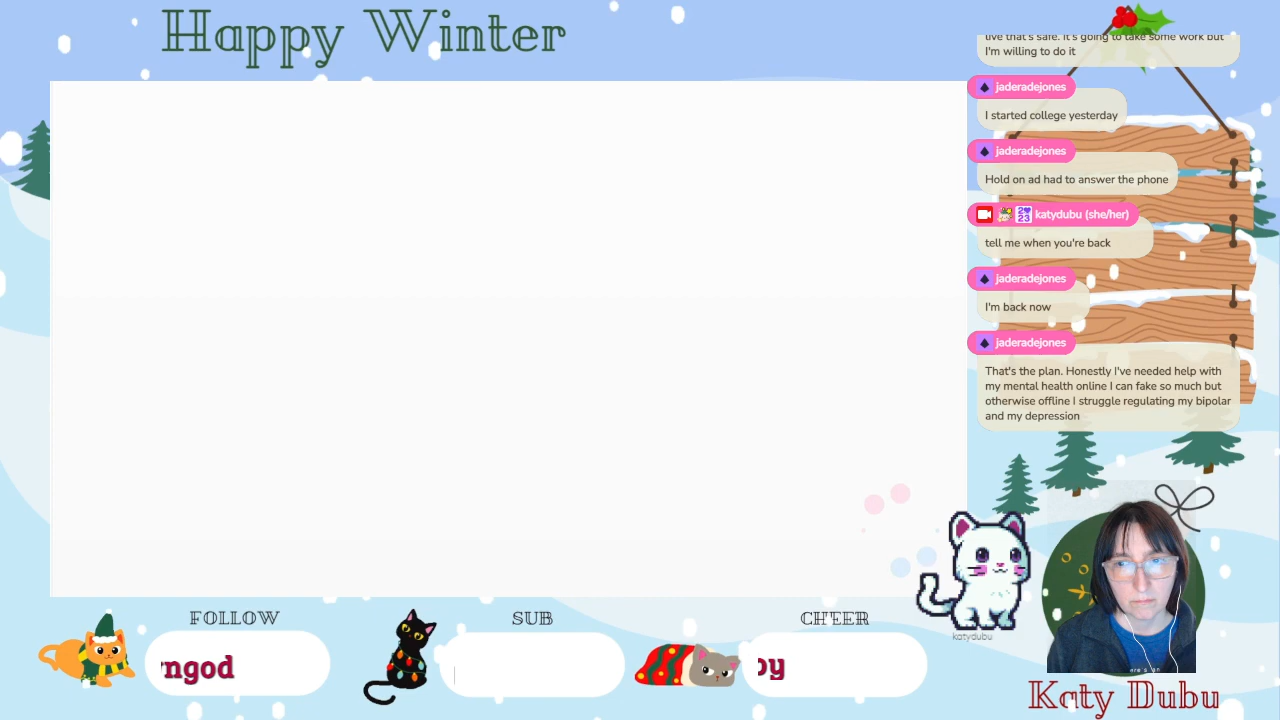 Happy Winter
live that's safe. It's going to take some work but
I'm willing to do it
jaderadejones
I started college yesterday
jaderadejones
Hold on ad had to answer the phone
katydubu (she/her)
tell me when you're back
jaderadejones
I'm back now
jaderadejones
That's the plan. Honestly I've needed help with
my mental health online I can fake so much but
otherwise offline I struggle regulating my bipolar
and my depression
katydubu
FOLLOW
ngod
SUB
CHEER
by
Katy Dubu